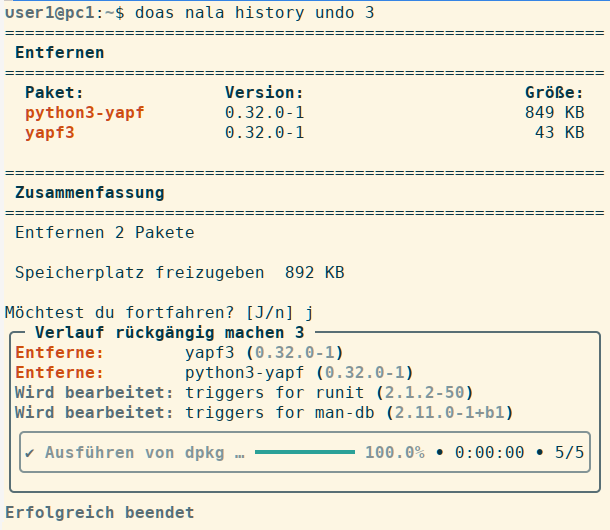 user1@pc1:~$ doas nala history undo 3
============================================================
Entfernen
============================================================
Paket: Version: Größe:
python3-yapf 0.32.0-1 849 KB
yapf3 0.32.0-1 43 KB
============================================================
Zusammenfassung
============================================================
Entfernen 2 Pakete
Speicherplatz freizugeben 892 KB
Möchtest du fortfahren? [J/n] j
Verlauf rückgängig machen 3
Entferne: yapf3 (0.32.0-1)
Entferne: python3-yapf (0.32.0-1)
Wird bearbeitet: triggers for runit (2.1.2-50)
Wird bearbeitet: triggers for man-db (2.11.0-1+b1)
✔ Ausführen von dpkg … 100.0% • 0:00:00 • 5/5
Erfolgreich beendet